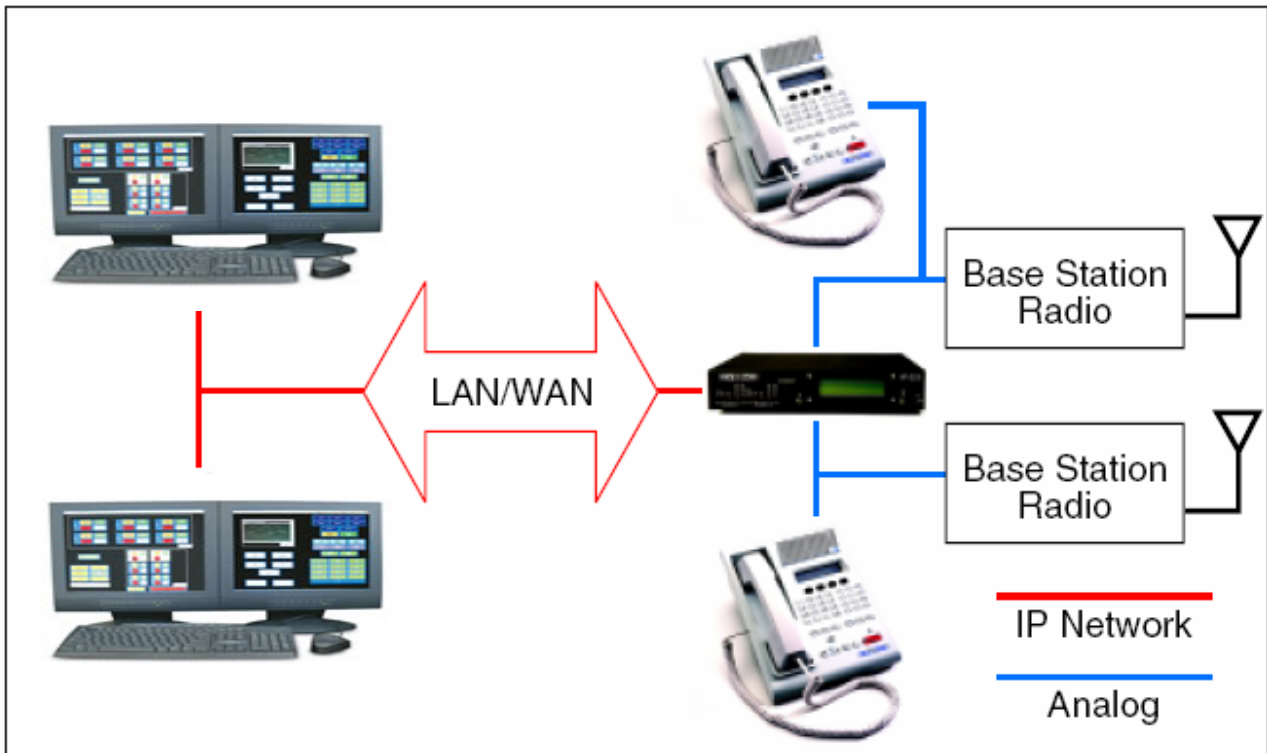 LAN/WAN
Base Station
Radio
Base Station
Radio
IP Network
Analog